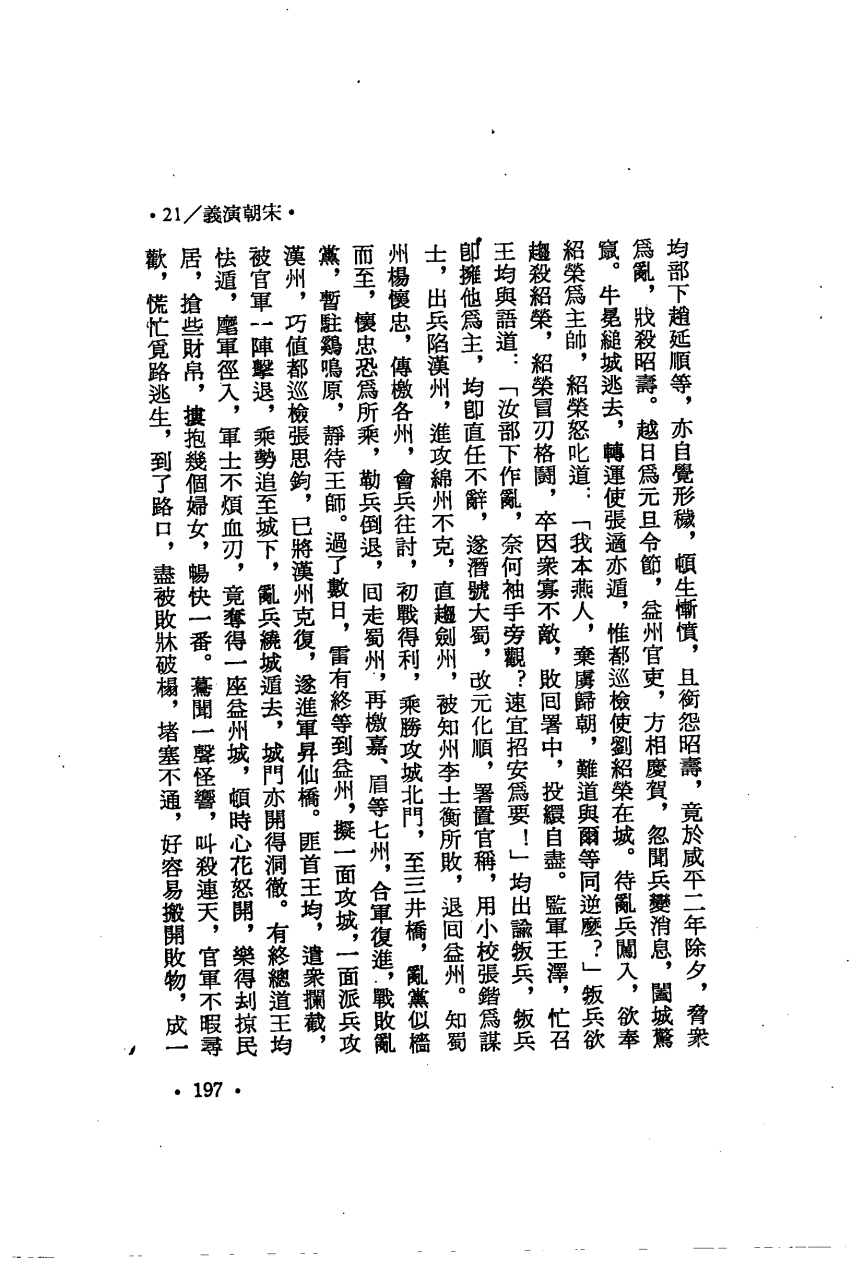 •21/義演朝宋•
均部下趙延順等，亦自覺形穢，頓生慚憤，且銜怨昭壽，竟於咸平二年除夕，脅衆
爲亂，戕殺昭壽。越日爲元旦令節，益州官吏，方相慶賀，忽聞兵變消息，闔城驚
竄。牛冕縋城逃去，轉運使張適亦遁，惟都巡檢使劉紹榮在城。待亂兵闖入，欲奉
紹榮爲主帥，紹榮怒叱道：「我本燕人，棄虜歸朝，難道與爾等同逆麼？」叛兵欲
趨殺紹榮，紹榮冒刃格鬭，卒因衆寡不敵，敗回署中，投繯自盡。監軍王澤，忙召
王均與語道：「汝部下作亂，奈何袖手旁觀？速宜招安爲要！」均出諭叛兵，叛兵
卽擁他爲主，均卽直任不辭，遂潛號大蜀，改元化順，署置官稱，用小校張鍇爲謀
士，出兵陷漢州，進攻綿州不克，直趨劍州，被知州李士衡所敗，退回益州。知蜀
州楊懷忠，傳檄各州，會兵往討，初戰得利，乘勝攻城北門，至三井橋，亂黨似檣
而至，懷忠恐爲所乘，勒兵倒退，回走蜀州，再檄嘉、眉等七州，合軍復進，戰敗亂
黨，暫駐鷄鳴原，靜待王師。過了數日，雷有終等到益州，擬一面攻城，一面派兵攻
漢州，巧值都巡檢張思鈞，已將漢州克復，遂進軍昇仙橋。匪首王均，遣衆攔截，
被官軍一陣擊退，乘勢追至城下，亂兵繞城遁去，城門亦開得洞徹。有終總道王均
怯遁，麾軍徑入，軍士不煩血刃，竟奪得一座益州城，頓時心花怒開，樂得刦掠民
居，搶些財帛，摟抱幾個婦女，暢快一番。驀聞一聲怪響，叫殺連天，官軍不暇尋
歡，慌忙覓路逃生，到了路口，盡被敗牀破榻，堵塞不通，好容易搬開敗物，成一
•197•